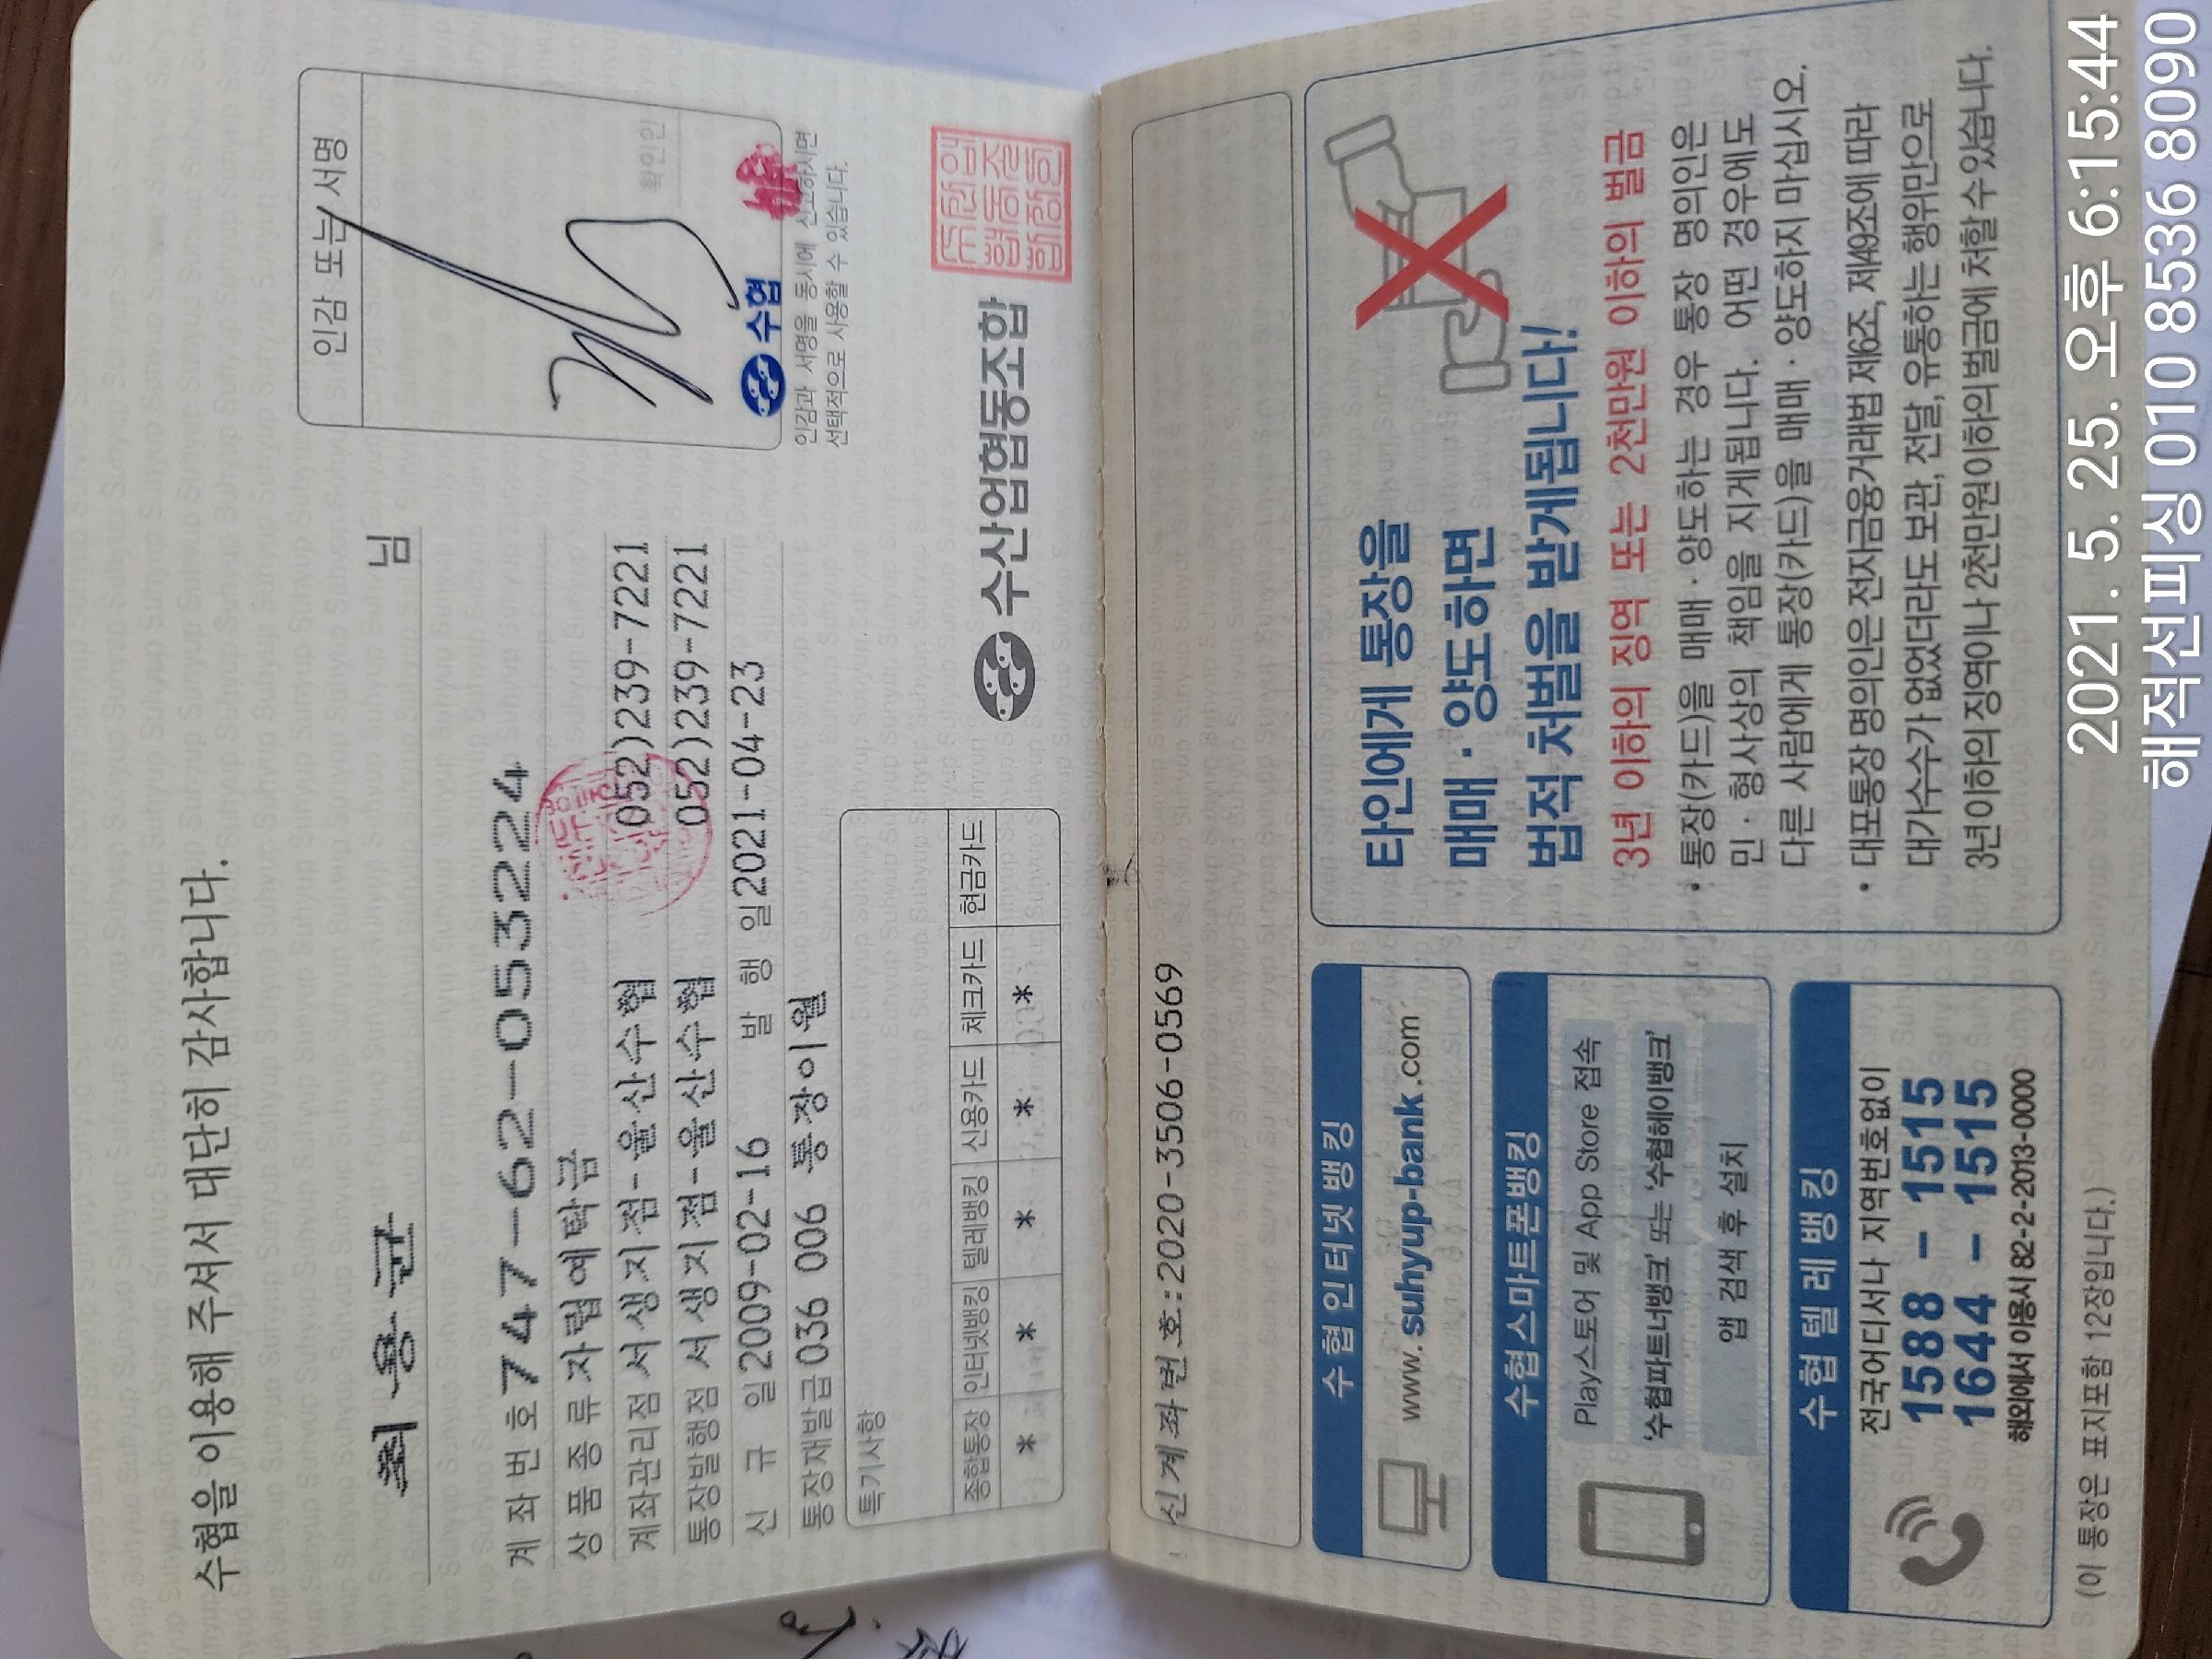 수협을 이용해 주셔서 대단히 감사합니다.
최용균 님
계좌번호 747-62-053224
상품종류 자립예탁금
계좌관리점 서생지점-울산수협 052)239-7221
통장발행점 서생지점-울산수협 052)239-7221
신규일 2009-02-16 발행일 2021-04-23
통장재발급 036 006 통장이월
특기사항
종합통장 인터넷뱅킹 텔레뱅킹 신용카드 체크카드 현금카드
* * * * *
인감 또는 서명
확인인
수협
인감과 서명을 동시에 신고하시면
선택적으로 사용할 수 있습니다.
수산업협동조합
신계좌번호:2020-3506-0569
수협인터넷뱅킹
www.suhyup-bank.com
수협스마트폰뱅킹
Play스토어 및 App Store 접속
'수협파트너뱅크' 또는 '수협헤이뱅크'
앱 검색 후 설치
수협텔레뱅킹
전국어디서나 지역번호없이
1588 - 1515
1644 - 1515
해외에서 이용시 82-2-2013-0000
타인에게 통장을
매매·양도하면
법적 처벌을 받게됩니다!
3년 이하의 징역 또는 2천만원 이하의 벌금
• 통장(카드)을 매매·양도하는 경우 통장 명의인은
민·형사상의 책임을 지게됩니다. 어떤 경우에도
다른 사람에게 통장(카드)을 매매·양도하지 마십시오.
• 대포통장 명의인은 전자금융거래법 제6조, 제49조에 따라
대가수수가 없었더라도 보관, 전달, 유통하는 행위만으로
3년이하의 징역이나 2천만원이하의 벌금에 처할 수 있습니다.
(이 통장은 표지포함 12장입니다.)
2021. 5. 25. 오후 6:15:44
해적선피싱 010 8536 8090